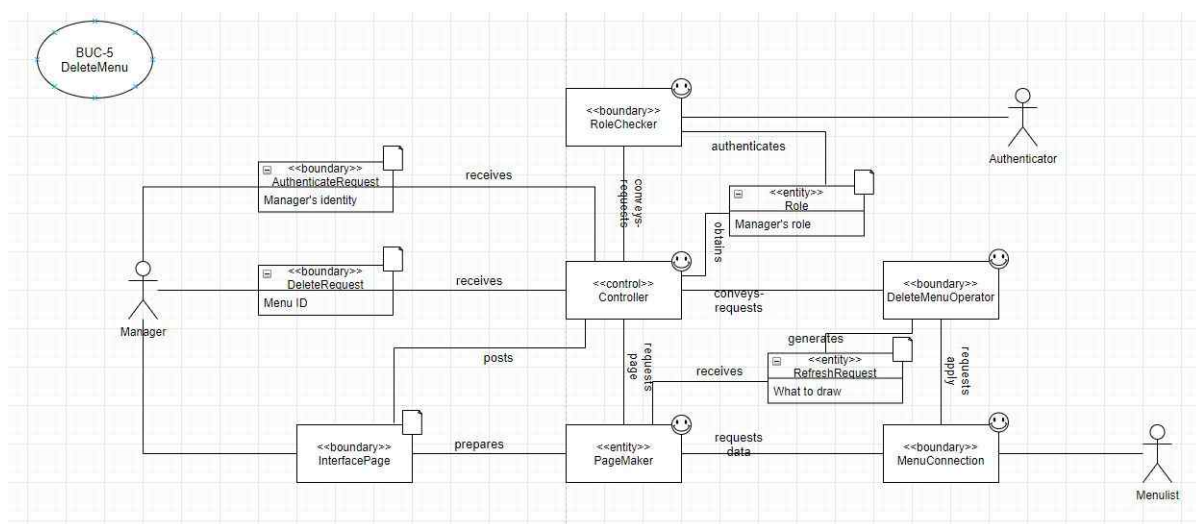 BUC-5
DeleteMenu
<<boundary>>
RoleChecker
Authenticator
authenticates
<<boundary>>
AuthenticateRequest
Manager's identity
receives
conveys-
requests
<<entity>>
Role
Manager's role
obtains
<<boundary>>
DeleteRequest
Menu ID
receives
<<control>>
Controller
conveys-
requests
<<boundary>>
DeleteMenuOperator
Manager
posts
requests
page
generates
receives
<<entity>>
RefreshRequest
What to draw
requests
apply
<<boundary>>
InterfacePage
prepares
<<entity>>
PageMaker
requests
data
<<boundary>>
MenuConnection
Menulist